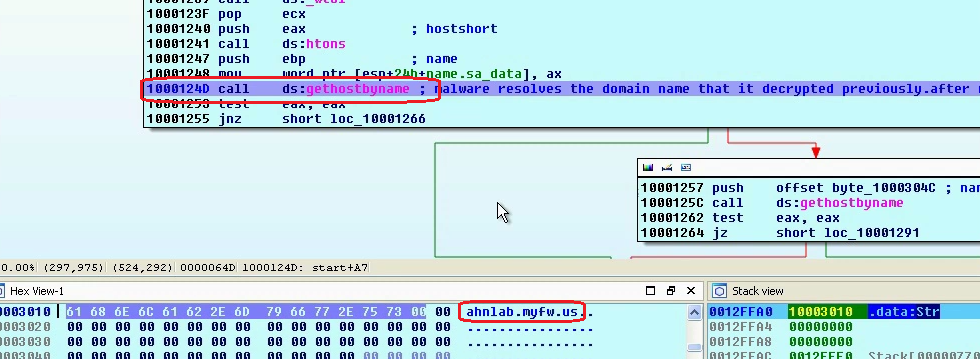 10001239 call ds:_wtoi
1000123F pop ecx
10001240 push eax ; hostshort
10001241 call ds:htons
10001247 push ebp ; name
10001248 mov word ptr [esp+24h+name.sa_data], ax
1000124D call ds:gethostbyname ; malware resolves the domain name that it decrypted previously.after
10001253 test eax, eax
10001255 jnz short loc_10001266
10001257 push offset byte_1000304C ; nam
1000125C call ds:gethostbyname
10001262 test eax, eax
10001264 jz short loc_10001291
0.00% (297,975) (524,292) 0000064D 1000124D: start+A7
Hex View-1
Stack view
0003010 61 68 6E 6C 61 62 2E 6D 79 66 77 2E 75 73 00 00 ahnlab.myfw.us..
0003020 00 00 00 00 00 00 00 00 00 00 00 00 00 00 00 00 ................
0003030 00 00 00 00 00 00 00 00 00 00 00 00 00 00 00 00 ................
0003040 00 00 00 00 00 00 00 00 00 00 00 00 00 00 00 00
0012FFA0 10003010 .data:Str
0012FFA4 00000000
0012FFA8 00000000
0012FFAC 0012FFF0 Stack[0000077